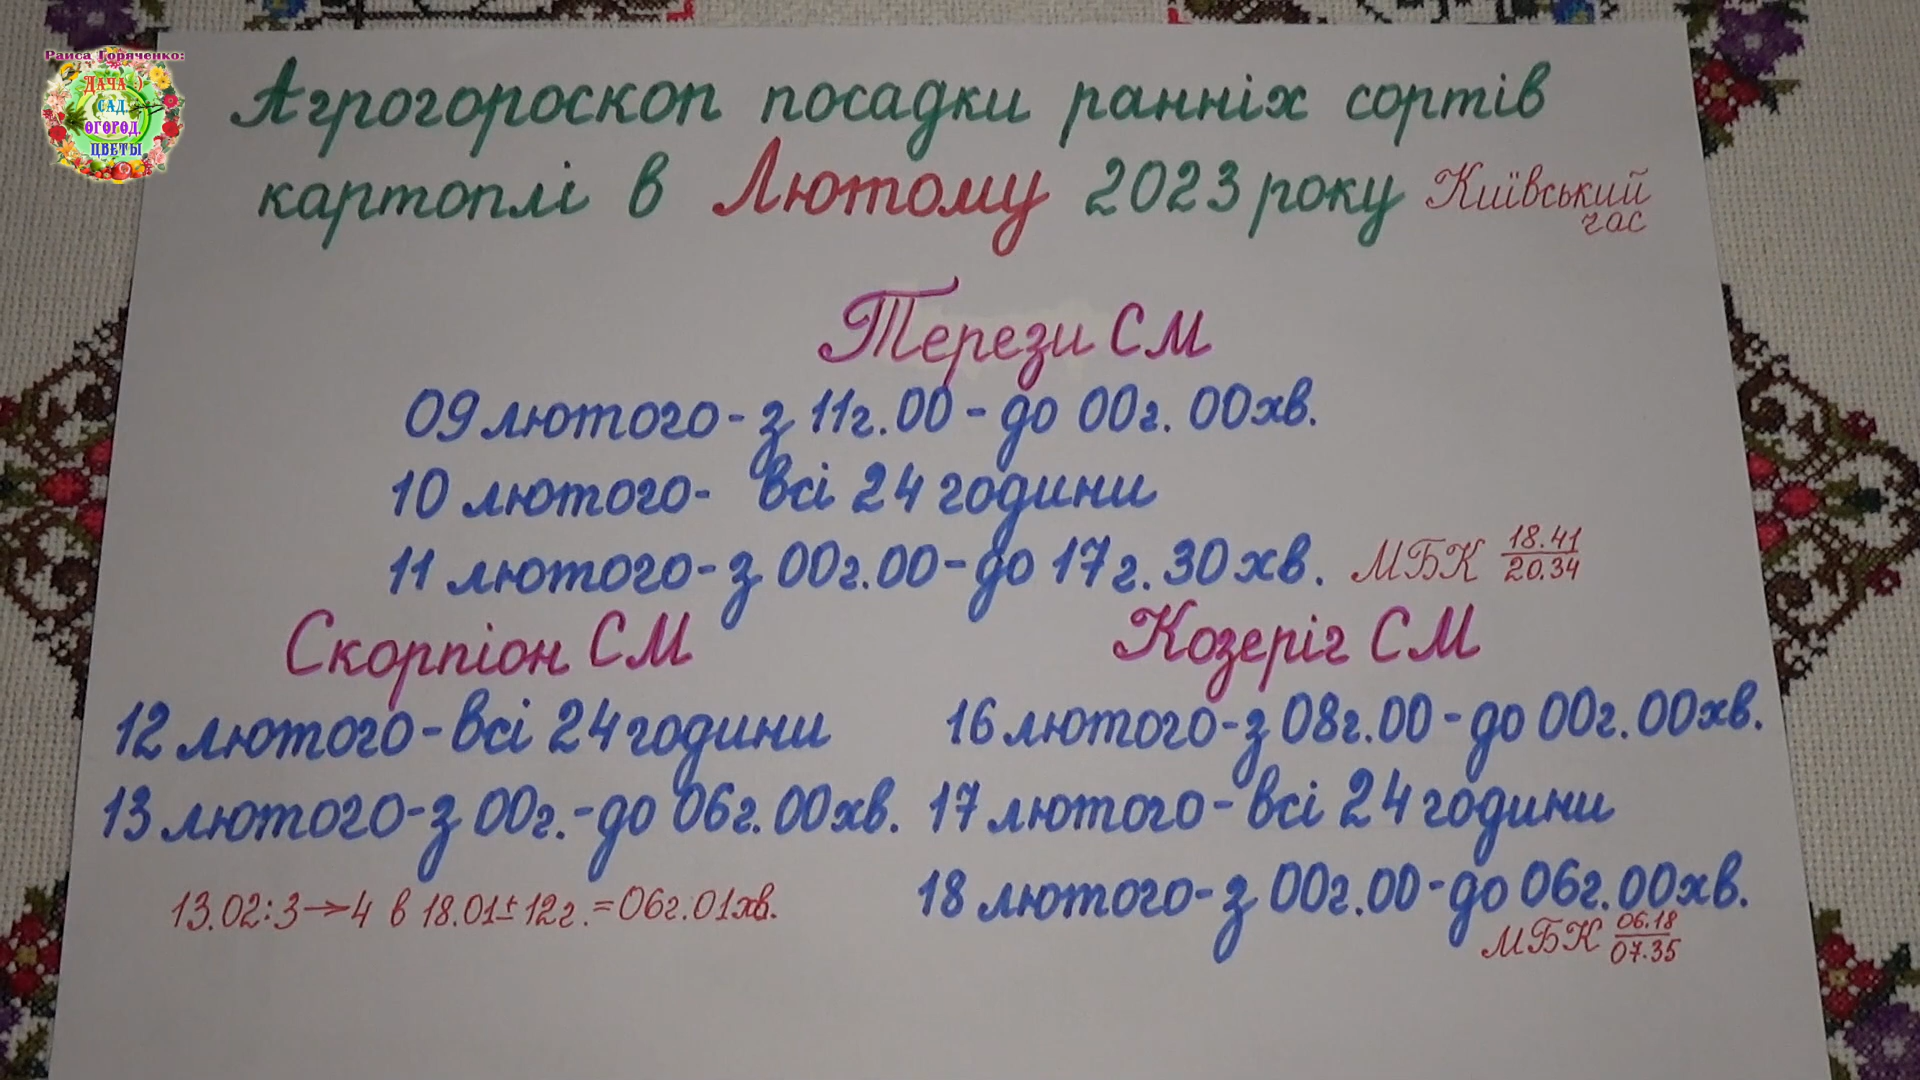 Раиса Горяченко:
Дача
сад.
огород.
цветы
Агрогороскоп посадки ранніх сортів
картоплі в Лютому 2023 року Київський
час
Терези СМ
09 лютого - з 11г.00 - до 00г. 00хв.
10 лютого - всі 24 години
11 лютого - з 00г.00 - до 17г. 30хв. МБК 18.41
20.34
Скорпіон СМ
12 лютого - всі 24 години
13 лютого - з 00г. - до 06г. 00хв.
13.02: 3→4 в 18.01 ± 12г. = 06г.01хв.
Козеріг СМ
16 лютого - з 08г.00 - до 00г. 00хв.
17 лютого - всі 24 години
18 лютого - з 00г.00 - до 06г. 00хв.
МБК 06.18
07.35